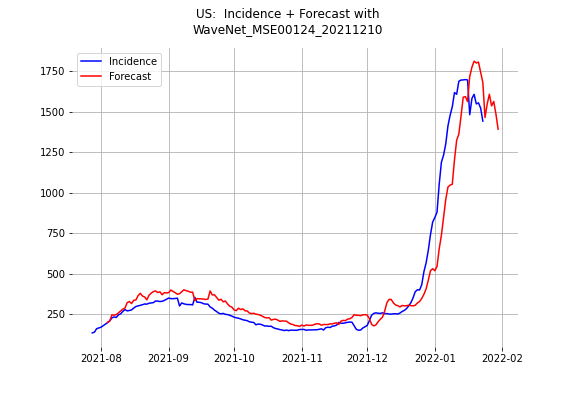 US:  Incidence + Forecast with
WaveNet_MSE00124_20211210
Incidence
Forecast
1750
1500
1250
1000
750
500
250
2021-08 2021-09 2021-10 2021-11 2021-12 2022-01 2022-02